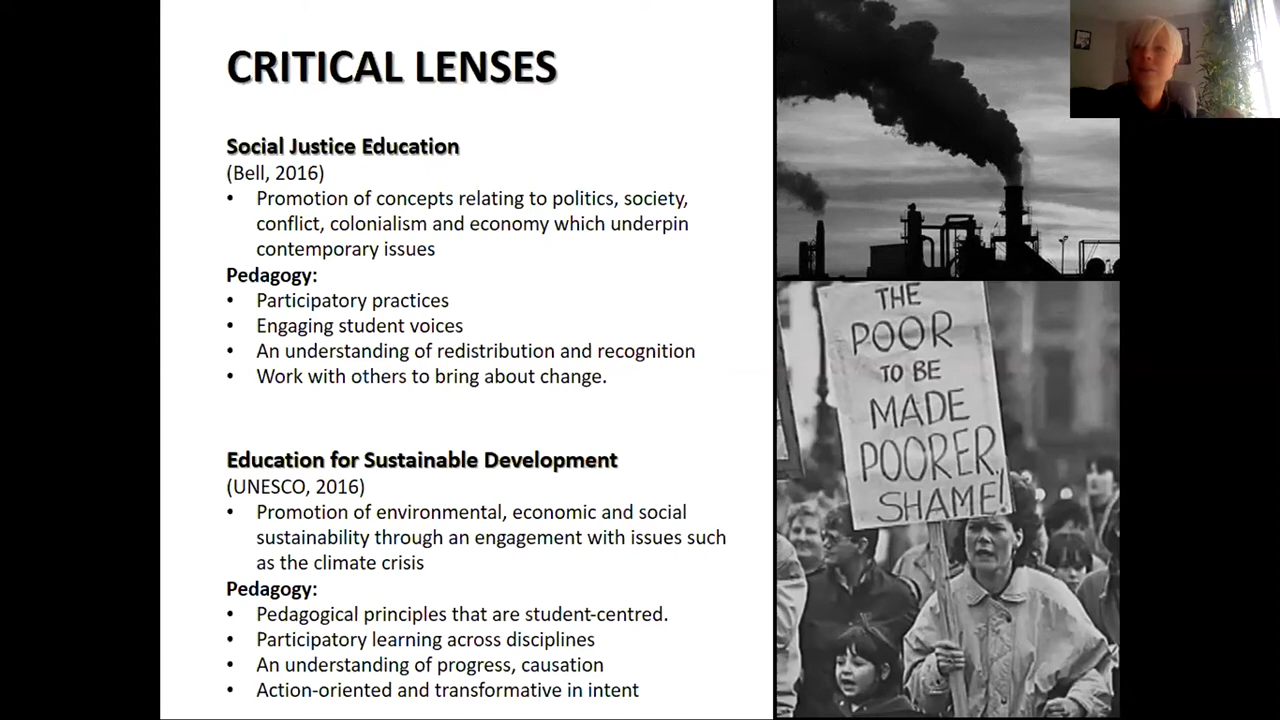 CRITICAL LENSES
Social Justice Education
(Bell, 2016)
• Promotion of concepts relating to politics, society,
conflict, colonialism and economy which underpin
contemporary issues
Pedagogy:
• Participatory practices
• Engaging student voices
• An understanding of redistribution and recognition
• Work with others to bring about change.
Education for Sustainable Development
(UNESCO, 2016)
• Promotion of environmental, economic and social
sustainability through an engagement with issues such
as the climate crisis
Pedagogy:
• Pedagogical principles that are student-centred.
• Participatory learning across disciplines
• An understanding of progress, causation
• Action-oriented and transformative in intent
THE
POOR
TO BE
MADE
POORER.
SHAME!